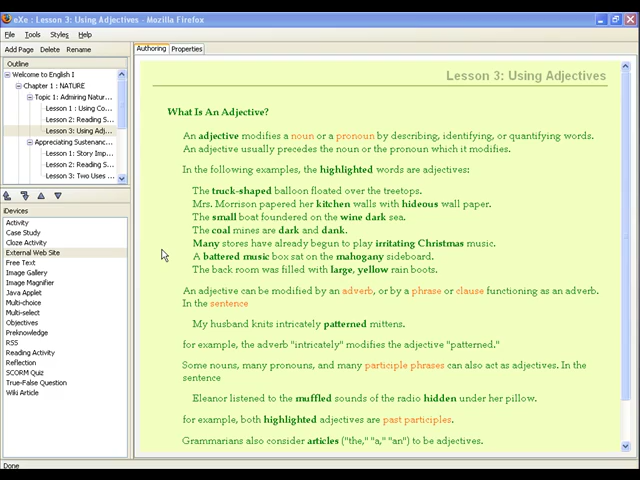 eXe : Lesson 3: Using Adjectives - Mozilla Firefox
File Tools Styles Help
Add Page Delete Rename
Authoring Properties
Outline
Welcome to English I
Chapter 1 : NATURE
Topic 1: Admiring Natur...
Lesson 1 : Using Co...
Lesson 2: Reading S...
Lesson 3: Using Adj...
Appreciating Sustenanc...
Lesson 1: Story Imp...
Lesson 2: Reading S...
Lesson 3: Two Uses
iDevices
Activity
Case Study
Cloze Activity
External Web Site
Free Text
Image Gallery
Image Magnifier
Java Applet
Multi-choice
Multi-select
Objectives
Preknowledge
RSS
Reading Activity
Reflection
SCORM Quiz
True-False Question
Wiki Article
Lesson 3: Using Adjectives
What Is An Adjective?
An adjective modifies a noun or a pronoun by describing, identifying, or quantifying words.
An adjective usually precedes the noun or the pronoun which it modifies.
In the following examples, the highlighted words are adjectives:
The truck-shaped balloon floated over the treetops.
Mrs. Morrison papered her kitchen walls with hideous wall paper.
The small boat foundered on the wine dark sea.
The coal mines are dark and dank.
Many stores have already begun to play irritating Christmas music.
A battered music box sat on the mahogany sideboard.
The back room was filled with large, yellow rain boots.
An adjective can be modified by an adverb, or by a phrase or clause functioning as an adverb.
In the sentence
My husband knits intricately patterned mittens.
for example, the adverb "intricately" modifies the adjective "patterned."
Some nouns, many pronouns, and many participle phrases can also act as adjectives. In the
sentence
Eleanor listened to the muffled sounds of the radio hidden under her pillow.
for example, both highlighted adjectives are past participles.
Grammarians also consider articles ("the," "a," "an") to be adjectives.
Done